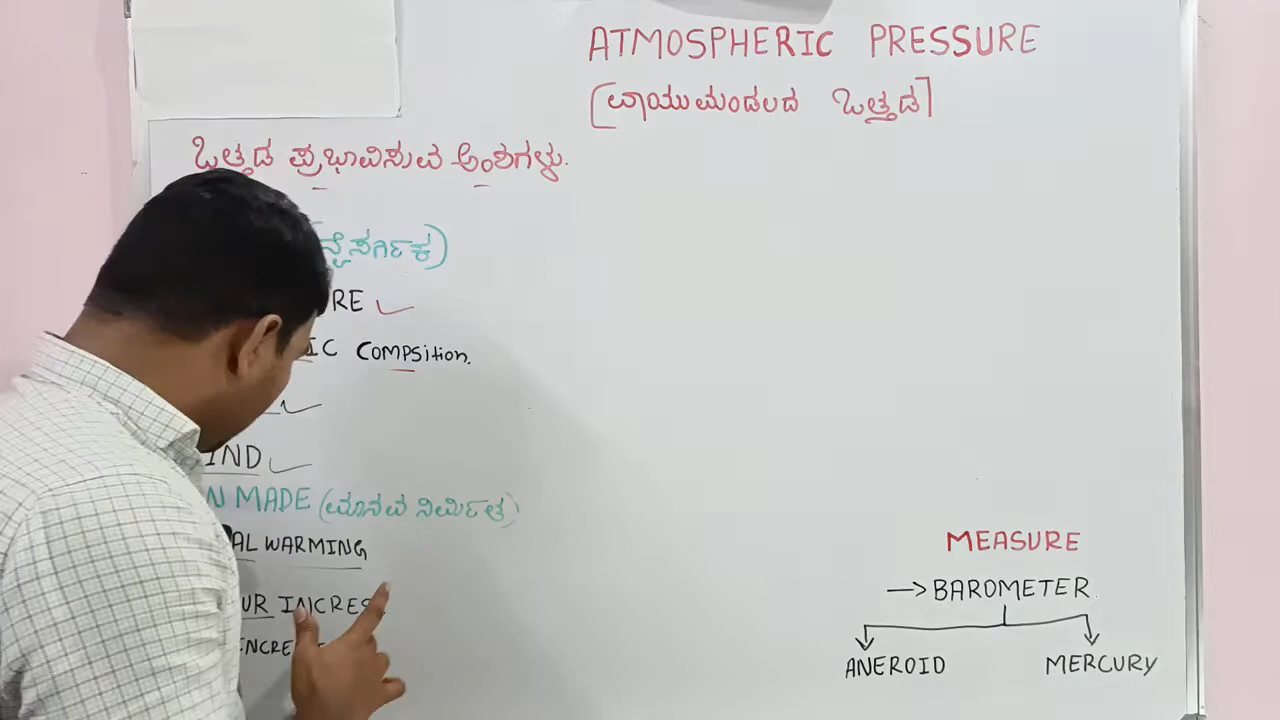 ATMOSPHERIC PRESSURE
[ವಾಯುಮಂಡಲದ ಒತ್ತಡ]
ಒತ್ತಡ ಪ್ರಭಾವಿಸುವ ಅಂಶಗಳು.
(ನೈಸರ್ಗಿಕ)
RE
IC COMPSition.
IND
N MADE (ಮಾನವ ನಿರ್ಮಿತ)
AL WARMING
UR INCRES
INCRE
MEASURE
→ BAROMETER
ANEROID MERCURY